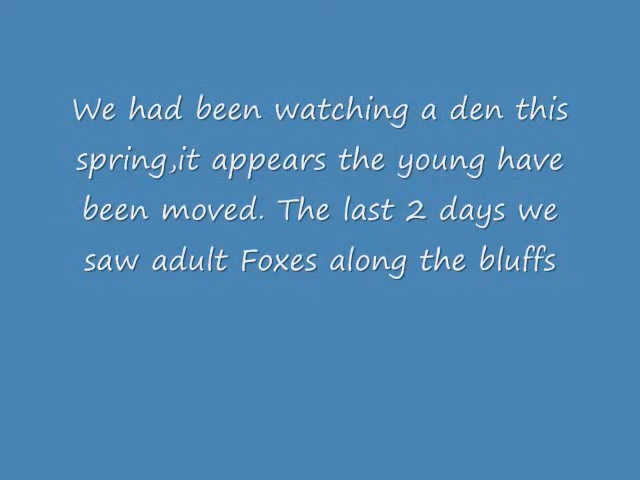 We had been watching a den this
spring,it appears the young have
been moved. The last 2 days we
saw adult Foxes along the bluffs